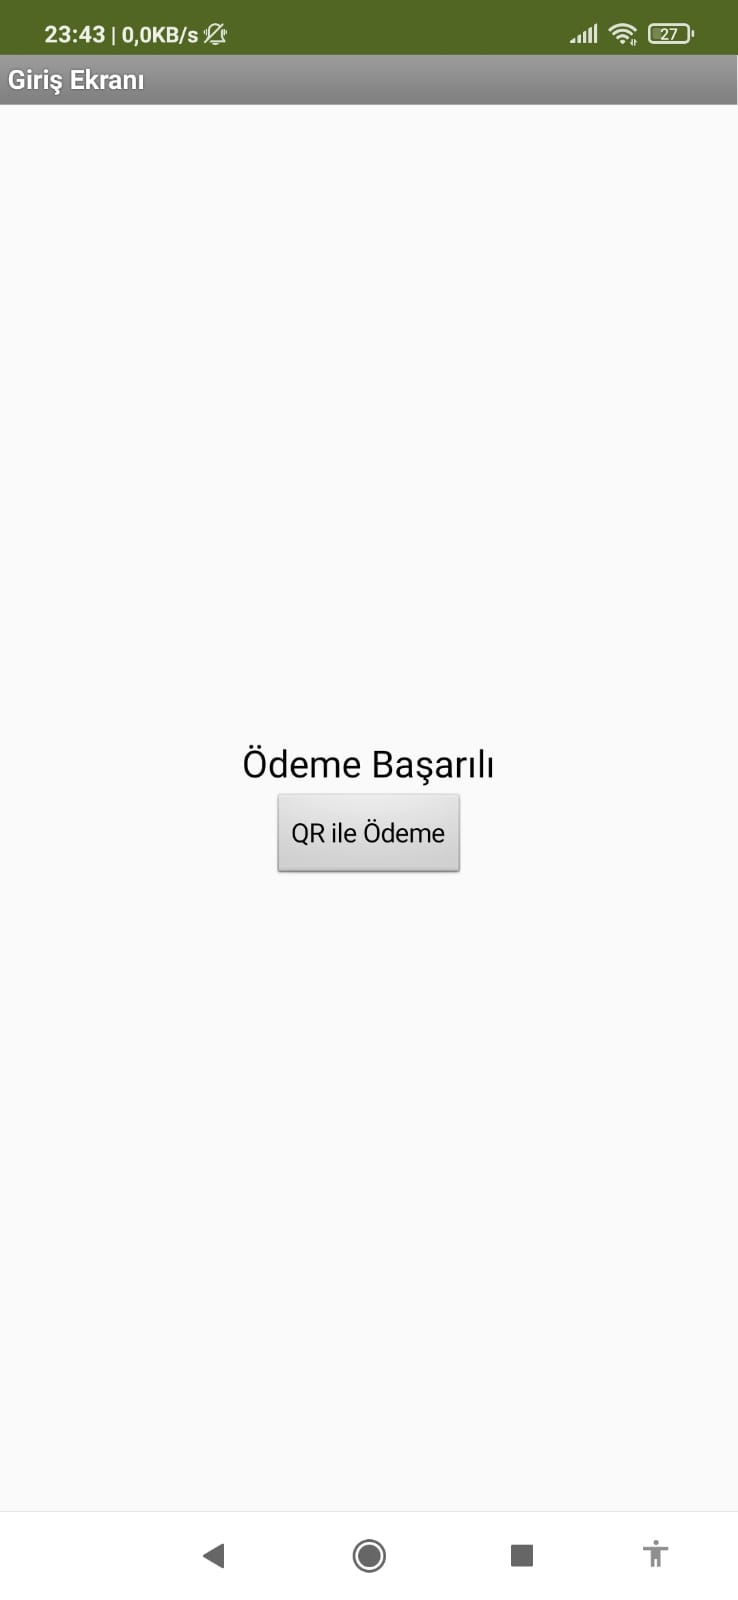 23:43 | 0,0KB/s
27
Giriş Ekranı
Ödeme Başarılı
QR ile Ödeme